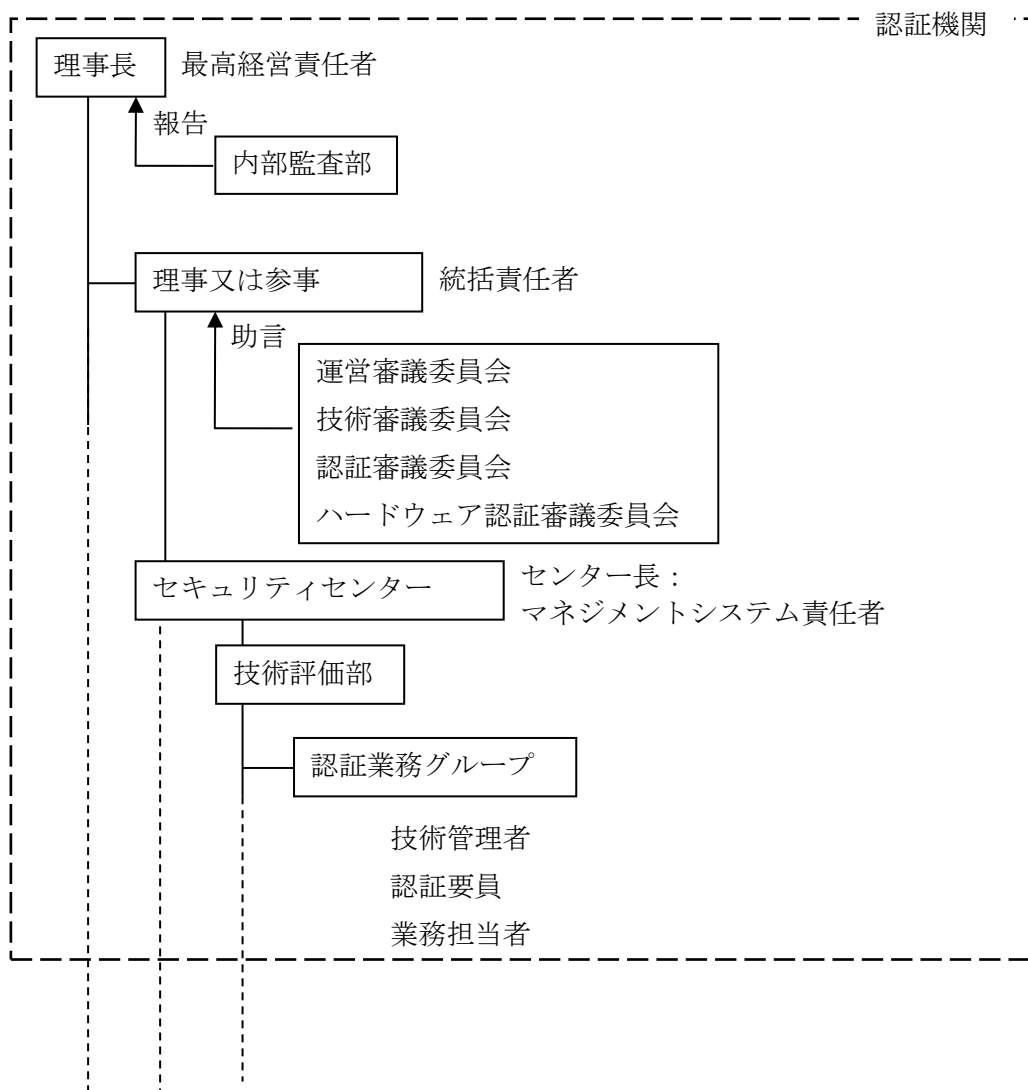 認証機関
理事長 最高経営責任者
報告
内部監査部
理事又は参事 統括責任者
助言
運営審議委員会
技術審議委員会
認証審議委員会
ハードウェア認証審議委員会
セキュリティセンター
センター長：
マネジメントシステム責任者
技術評価部
認証業務グループ
技術管理者
認証要員
業務担当者